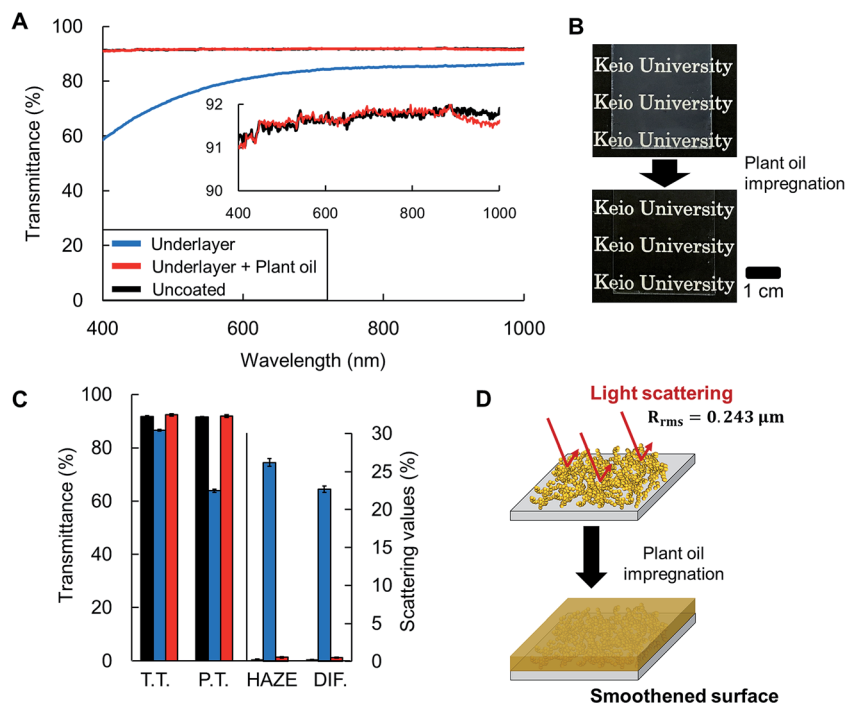 A
100
80
60
40
20
0
Transmittance (%)
92
91
90
400
600
800
1000
Underlayer
Underlayer + Plant oil
Uncoated
400
600
800
1000
Wavelength (nm)
B
Keio University
Keio University
Keio University
Plant oil
impregnation
Keio University
Keio University
Keio University
1 cm
C
100
80
60
40
20
0
Transmittance (%)
30
25
20
15
10
5
0
Scattering values (%)
T.T.
P.T.
HAZE
DIF.
D
Light scattering
R_rms = 0.243 μm
Plant oil
impregnation
Smoothened surface